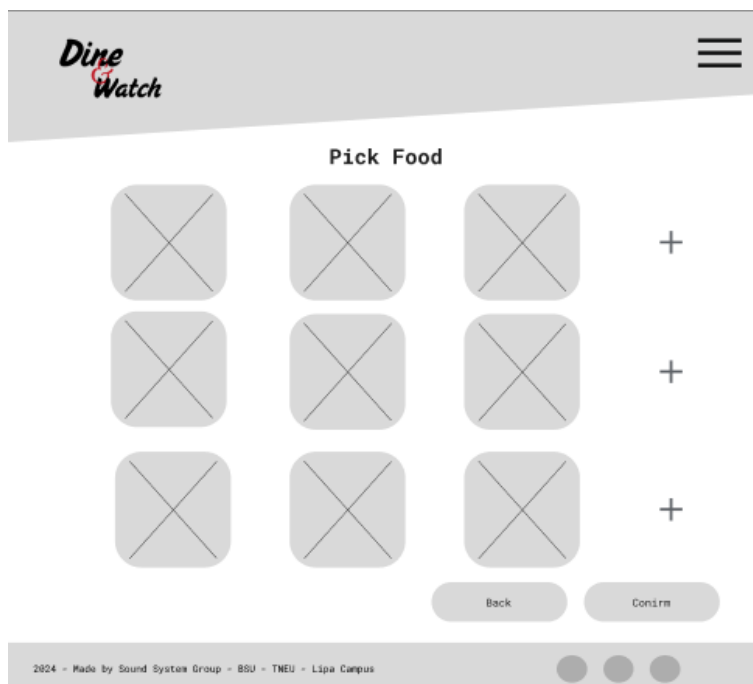 Dine
&
Watch
Pick Food
Back
Conirm
2024 - Made by Sound System Group - BSU - TNEU - Lipa Campus